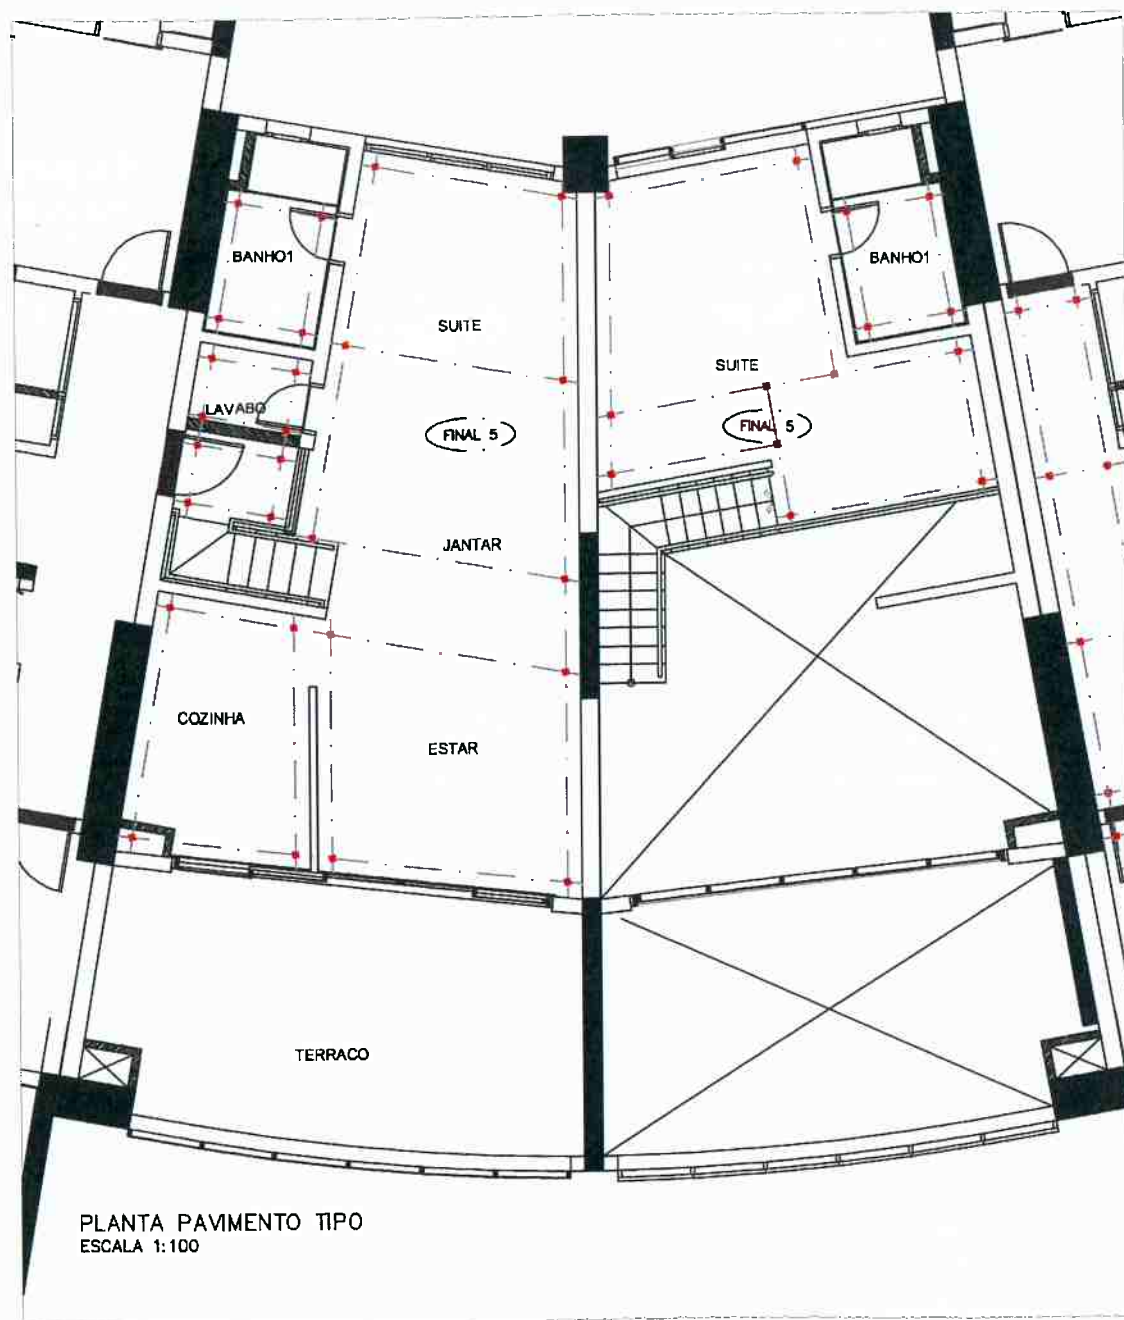 BANHO1
BANHO1
SUITE
SUITE
LAVABO
FINAL 5
FINAL 5
JANTAR
COZINHA
ESTAR
TERRACO
PLANTA PAVIMENTO TIPO
ESCALA 1:100